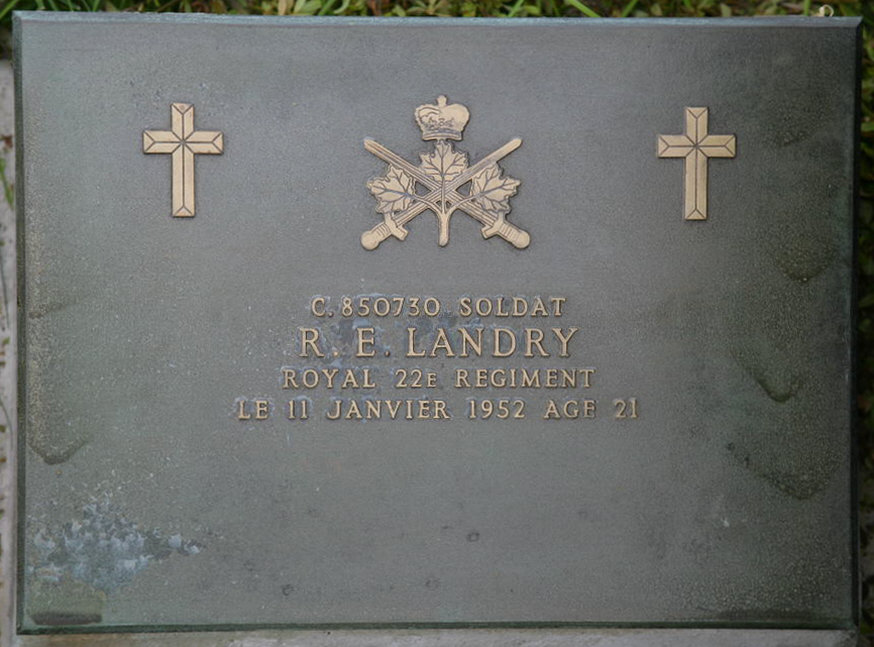 C. 850730 SOLDAT
R. E. LANDRY
ROYAL 22E REGIMENT
LE 11 JANVIER 1952 AGE 21